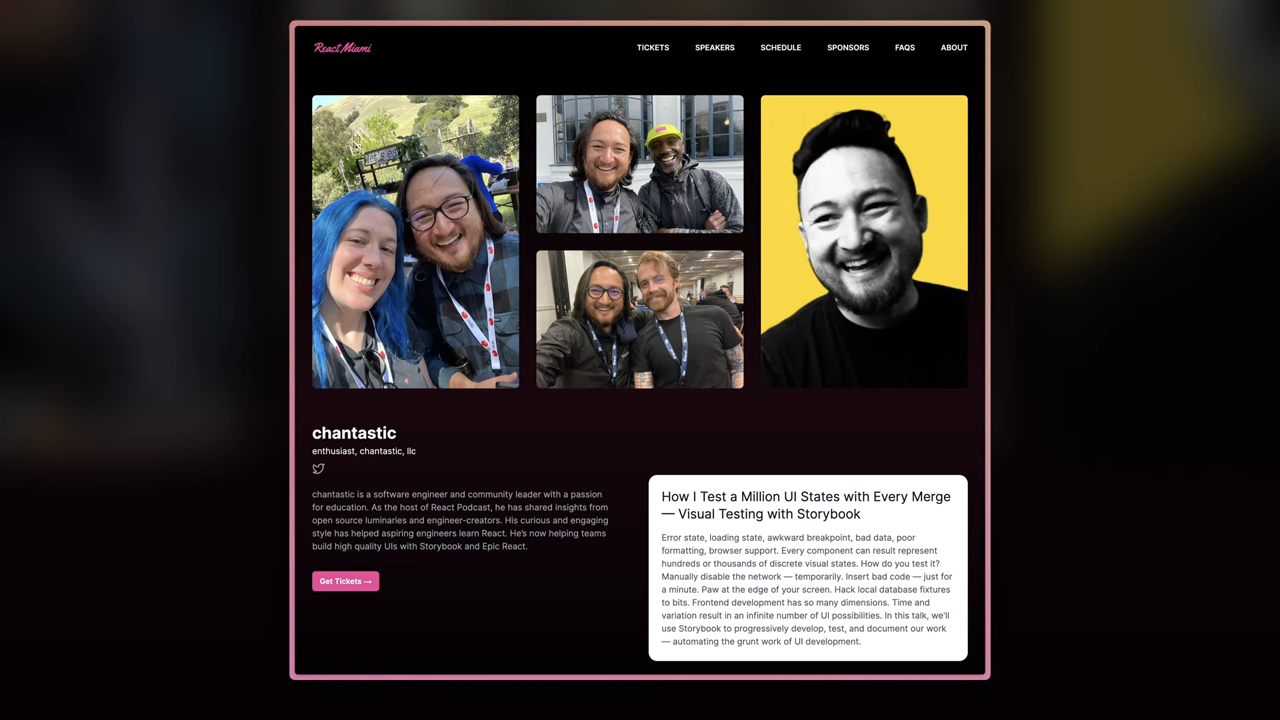 React Miami
TICKETS SPEAKERS SCHEDULE SPONSORS FAQS ABOUT
chantastic
enthusiast, chantastic, llc
chantastic is a software engineer and community leader with a passion
for education. As the host of React Podcast, he has shared insights from
open source luminaries and engineer-creators. His curious and engaging
style has helped aspiring engineers learn React. He's now helping teams
build high quality UIs with Storybook and Epic React.
Get Tickets →
How I Test a Million UI States with Every Merge
— Visual Testing with Storybook
Error state, loading state, awkward breakpoint, bad data, poor
formatting, browser support. Every component can result represent
hundreds or thousands of discrete visual states. How do you test it?
Manually disable the network — temporarily. Insert bad code — just for
a minute. Paw at the edge of your screen. Hack local database fixtures
to bits. Frontend development has so many dimensions. Time and
variation result in an infinite number of UI possibilities. In this talk, we'll
use Storybook to progressively develop, test, and document our work
— automating the grunt work of UI development.